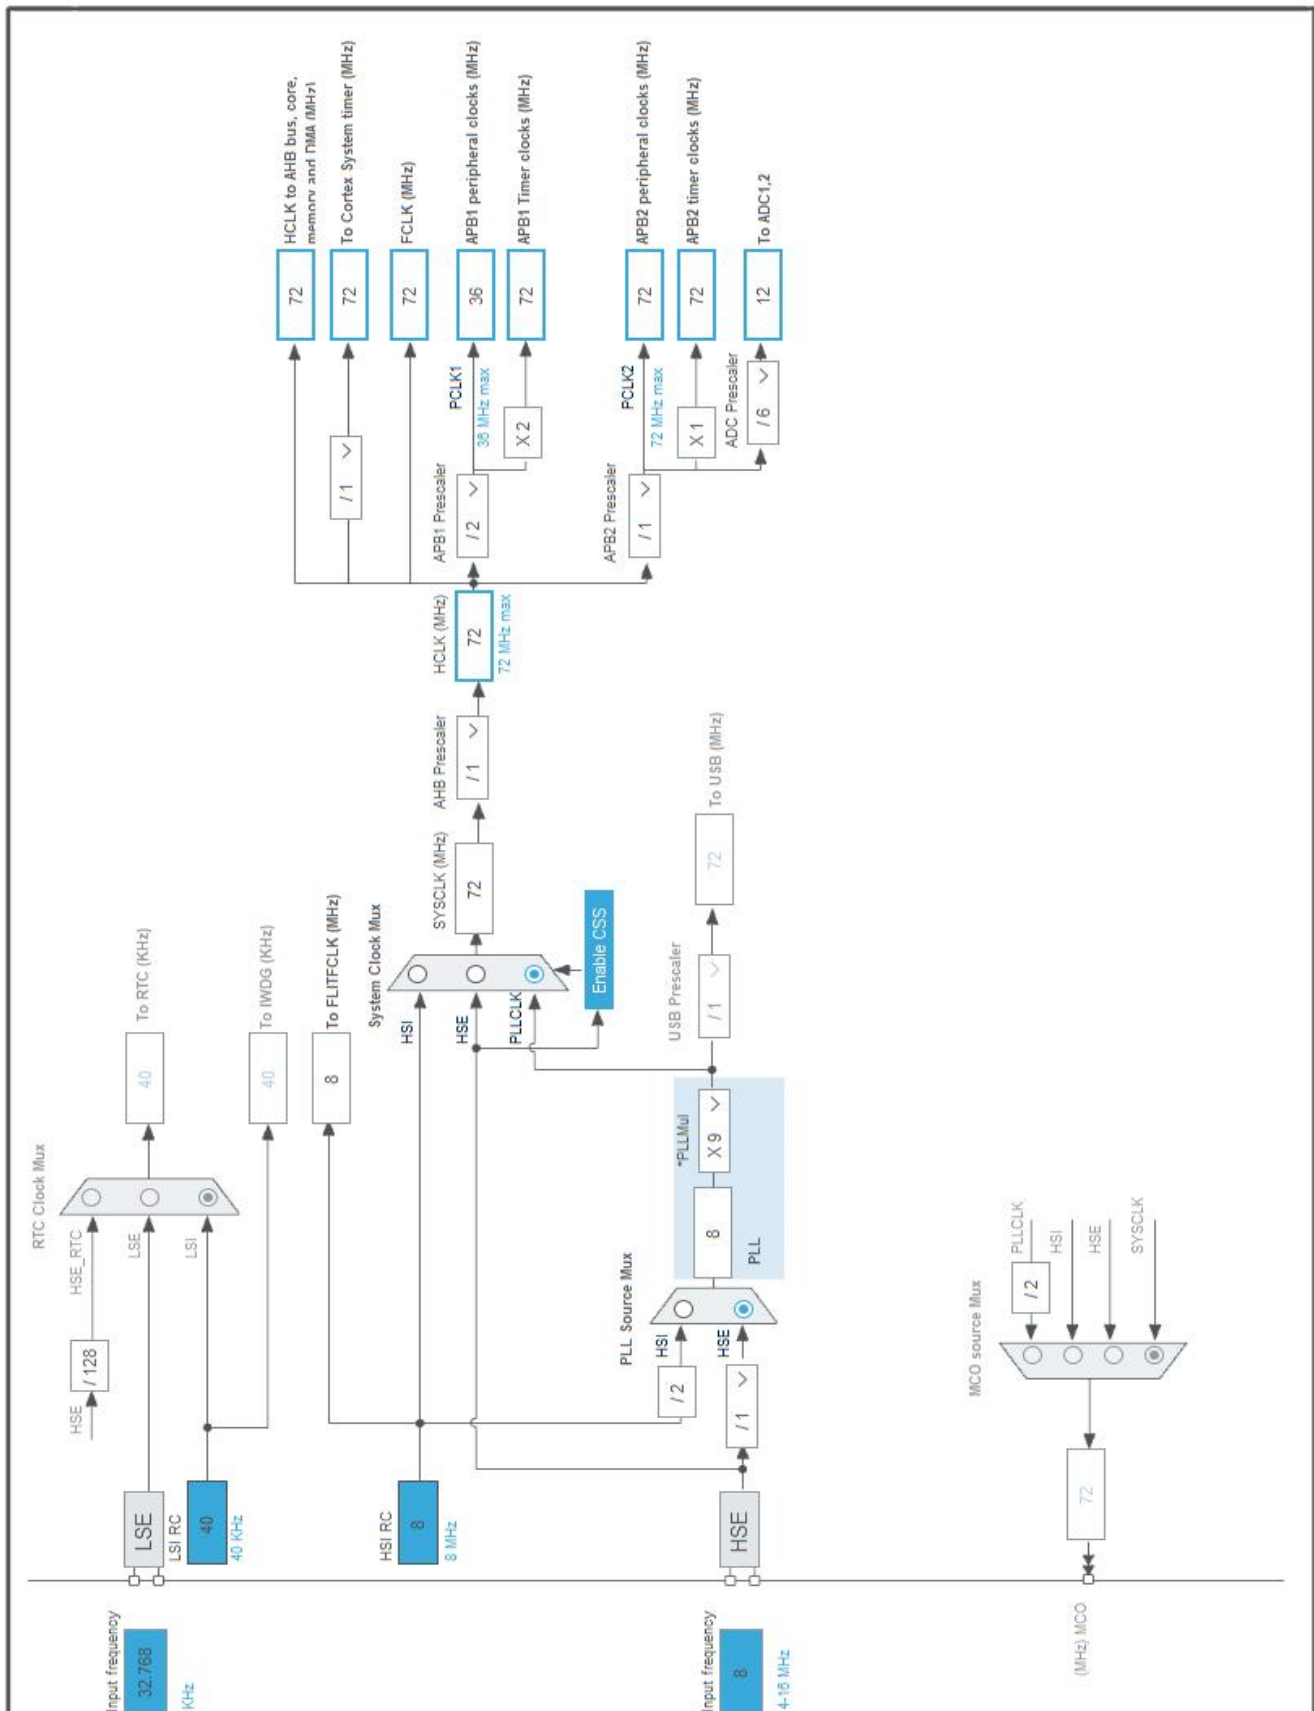 Input frequency
32.768
KHz
LSE
LSI RC
40
40 KHz
HSE
/ 128
HSE_RTC
LSE
LSI
RTC Clock Mux
40
To RTC (KHz)
40
To IWDG (KHz)
8
To FLITFCLK (MHz)
HSI RC
8
8 MHz
System Clock Mux
HSI
HSE
PLLCLK
Enable CSS
SYSCLK (MHz)
72
AHB Prescaler
/ 1
HCLK (MHz)
72
72 MHz max
72
HCLK to AHB bus, core,
memory and DMA (MHz)
/ 1
72
To Cortex System timer (MHz)
72
FCLK (MHz)
APB1 Prescaler
/ 2
PCLK1
36 MHz max
36
APB1 peripheral clocks (MHz)
X 2
72
APB1 Timer clocks (MHz)
APB2 Prescaler
/ 1
PCLK2
72 MHz max
72
APB2 peripheral clocks (MHz)
X 1
72
APB2 timer clocks (MHz)
ADC Prescaler
/ 6
12
To ADC1,2
Input frequency
8
4-16 MHz
HSE
/ 2
/ 1
PLL Source Mux
HSI
HSE
8
PLL
*PLLMul
X 9
USB Prescaler
/ 1
72
To USB (MHz)
MCO source Mux
/ 2
PLLCLK
HSI
HSE
SYSCLK
72
(MHz) MCO